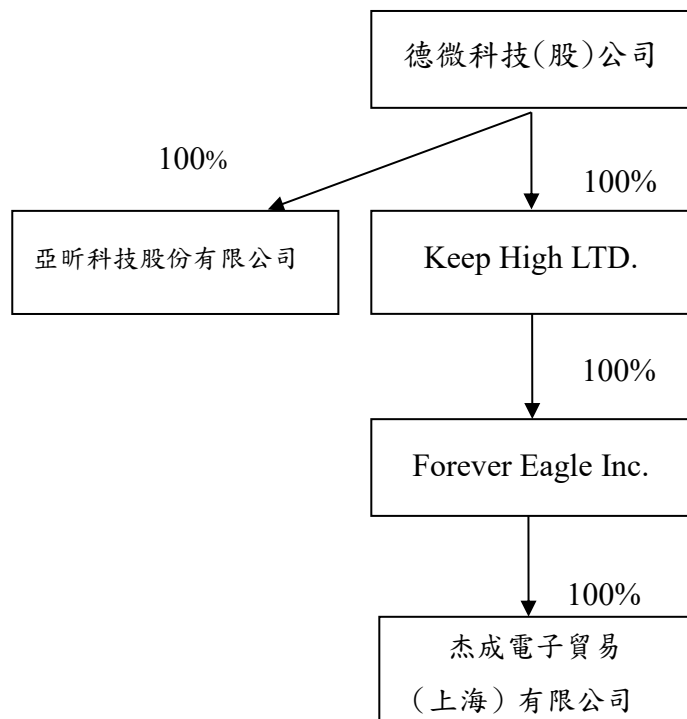 德微科技(股)公司
100%
100%
亞昕科技股份有限公司
Keep High LTD.
100%
Forever Eagle Inc.
100%
杰成電子貿易
（上海）有限公司